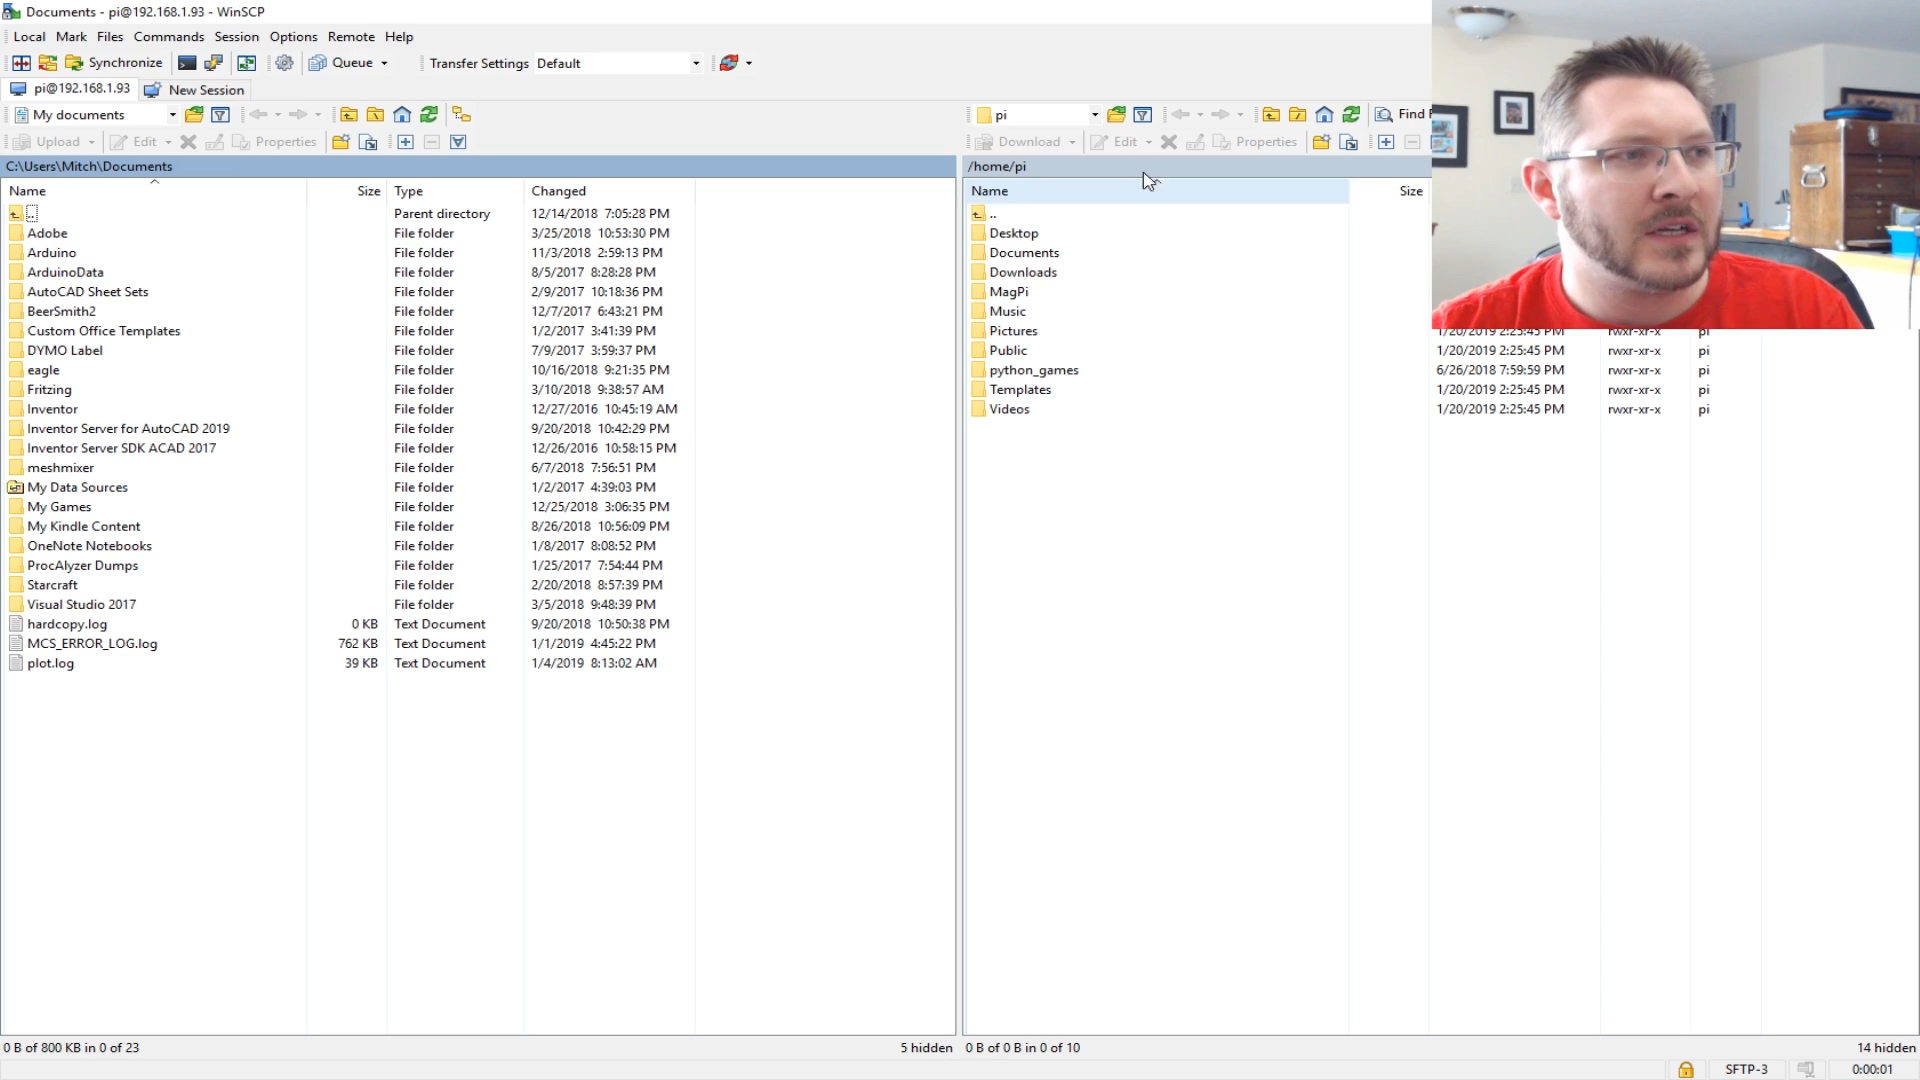 Documents - pi@192.168.1.93 - WinSCP
Local Mark Files Commands Session Options Remote Help
Synchronize Queue Transfer Settings Default
pi@192.168.1.93 New Session
My documents
Upload Edit Properties
C:\Users\Mitch\Documents
Name Size Type Changed
.. Parent directory 12/14/2018 7:05:28 PM
Adobe File folder 3/25/2018 10:53:30 PM
Arduino File folder 11/3/2018 2:59:13 PM
ArduinoData File folder 8/5/2017 8:28:28 PM
AutoCAD Sheet Sets File folder 2/9/2017 10:18:36 PM
BeerSmith2 File folder 12/7/2017 6:43:21 PM
Custom Office Templates File folder 1/2/2017 3:41:39 PM
DYMO Label File folder 7/9/2017 3:59:37 PM
eagle File folder 10/16/2018 9:21:35 PM
Fritzing File folder 3/10/2018 9:38:57 AM
Inventor File folder 12/27/2016 10:45:19 AM
Inventor Server for AutoCAD 2019 File folder 9/20/2018 10:42:29 PM
Inventor Server SDK ACAD 2017 File folder 12/26/2016 10:58:15 PM
meshmixer File folder 6/7/2018 7:56:51 PM
My Data Sources File folder 1/2/2017 4:39:03 PM
My Games File folder 12/25/2018 3:06:35 PM
My Kindle Content File folder 8/26/2018 10:56:09 PM
OneNote Notebooks File folder 1/8/2017 8:08:52 PM
ProcAlyzer Dumps File folder 1/25/2017 7:54:44 PM
Starcraft File folder 2/20/2018 8:57:39 PM
Visual Studio 2017 File folder 3/5/2018 9:48:39 PM
hardcopy.log 0 KB Text Document 9/20/2018 10:50:38 PM
MCS_ERROR_LOG.log 762 KB Text Document 1/1/2019 4:45:22 PM
plot.log 39 KB Text Document 1/4/2019 8:13:02 AM
0 B of 800 KB in 0 of 23 5 hidden
pi Find
Download Edit Properties
/home/pi
Name Size
..
Desktop
Documents
Downloads
MagPi
Music
Pictures 1/20/2019 2:25:45 PM rwxr-xr-x pi
Public 1/20/2019 2:25:45 PM rwxr-xr-x pi
python_games 6/26/2018 7:59:59 PM rwxr-xr-x pi
Templates 1/20/2019 2:25:45 PM rwxr-xr-x pi
Videos 1/20/2019 2:25:45 PM rwxr-xr-x pi
0 B of 0 B in 0 of 10 14 hidden
SFTP-3 0:00:01